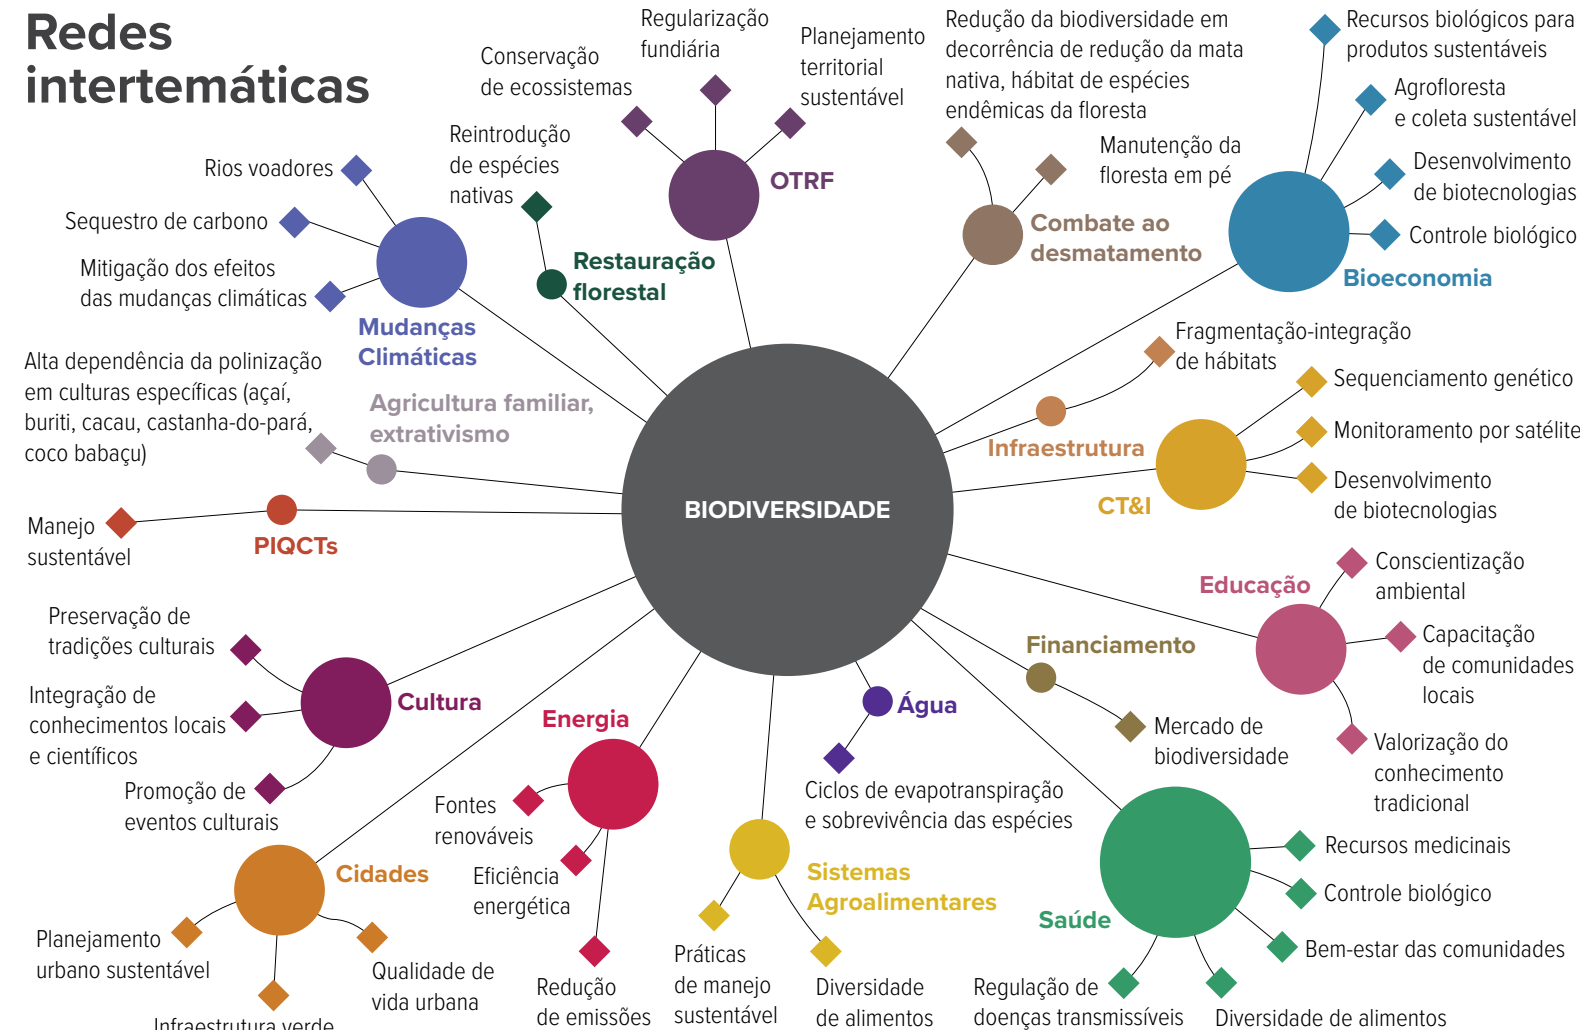 Redes
intertemáticas
Rios voadores
Sequestro de carbono
Mitigação dos efeitos
das mudanças climáticas
Mudanças
Climáticas
Reintrodução
de espécies
nativas
Restauração
florestal
Conservação
de ecossistemas
Regularização
fundiária
Planejamento
territorial
sustentável
OTRF
Redução da biodiversidade em
decorrência de redução da mata
nativa, hábitat de espécies
endêmicas da floresta
Manutenção da
floresta em pé
Combate ao
desmatamento
Recursos biológicos para
produtos sustentáveis
Agrofloresta
e coleta sustentável
Desenvolvimento
de biotecnologias
Controle biológico
Bioeconomia
Fragmentação-integração
de hábitats
Infraestrutura
Sequenciamento genético
Monitoramento por satélite
Desenvolvimento
de biotecnologias
CT&I
Alta dependência da polinização
em culturas específicas (açaí,
buriti, cacau, castanha-do-pará,
coco babaçu)
Agricultura familiar,
extrativismo
BIODIVERSIDADE
Manejo
sustentável
PIQCTs
Educação
Conscientização
ambiental
Capacitação
de comunidades
locais
Valorização do
conhecimento
tradicional
Financiamento
Mercado de
biodiversidade
Preservação de
tradições culturais
Integração de
conhecimentos locais
e científicos
Promoção de
eventos culturais
Cultura
Energia
Fontes
renováveis
Eficiência
energética
Redução
de emissões
Água
Ciclos de evapotranspiração
e sobrevivência das espécies
Sistemas
Agroalimentares
Práticas
de manejo
sustentável
Diversidade
de alimentos
Saúde
Recursos medicinais
Controle biológico
Bem-estar das comunidades
Regulação de
doenças transmissíveis
Diversidade de alimentos
Cidades
Planejamento
urbano sustentável
Qualidade de
vida urbana
Infraestrutura verde